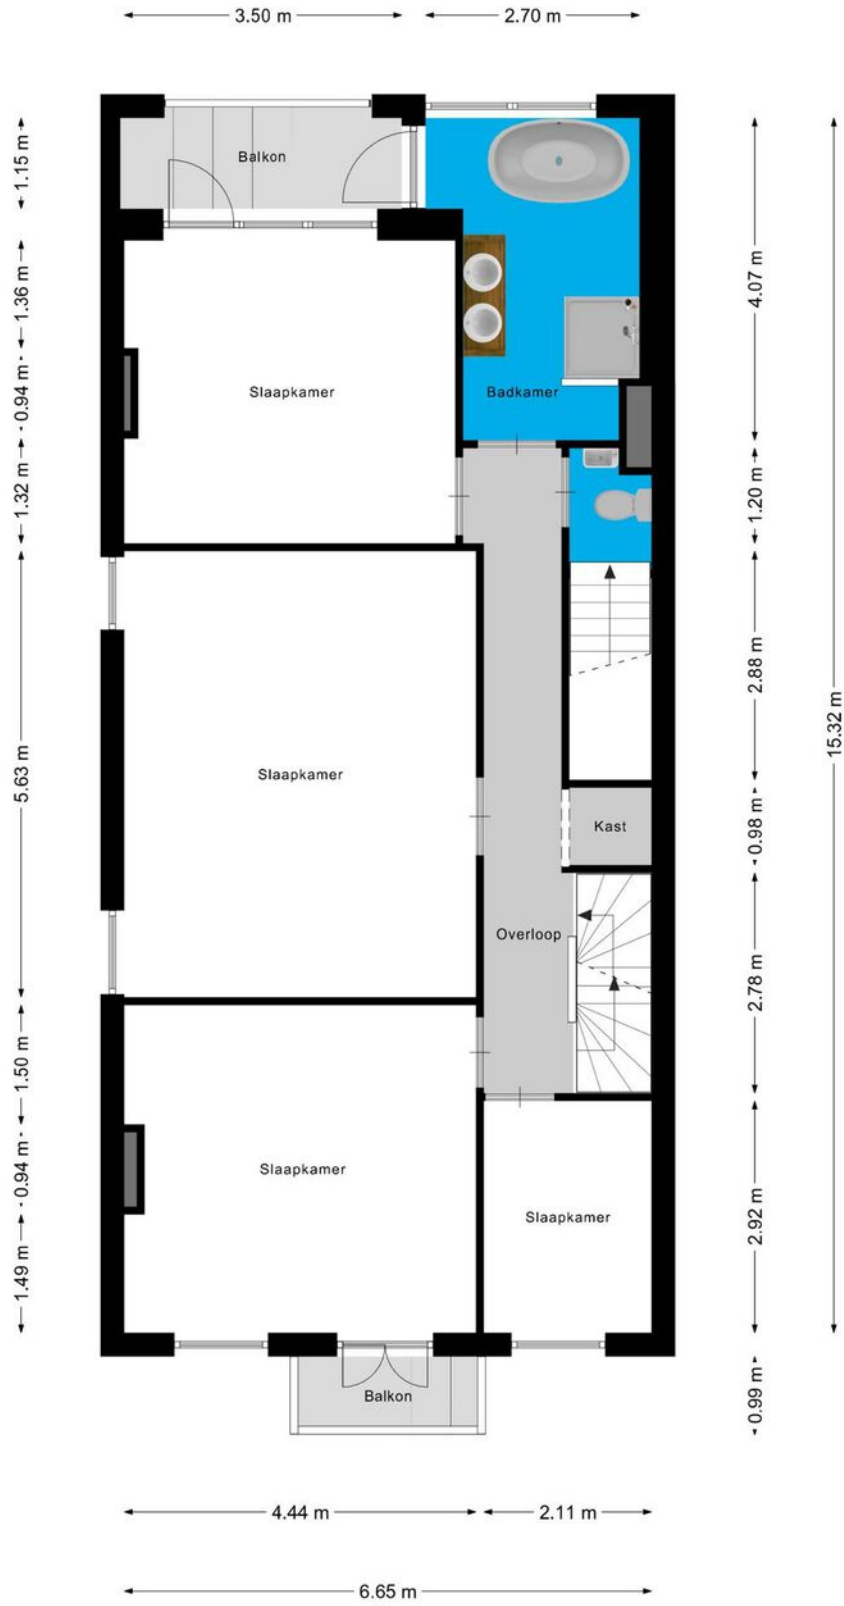 3.50 m
2.70 m
Balkon
1.15 m
1.36 m
4.07 m
0.94 m
Slaapkamer
Badkamer
1.32 m
1.20 m
2.88 m
15.32 m
5.63 m
Slaapkamer
0.98 m
Kast
Overloop
2.78 m
1.50 m
0.94 m
Slaapkamer
2.92 m
Slaapkamer
1.49 m
Balkon
0.99 m
4.44 m
2.11 m
6.65 m